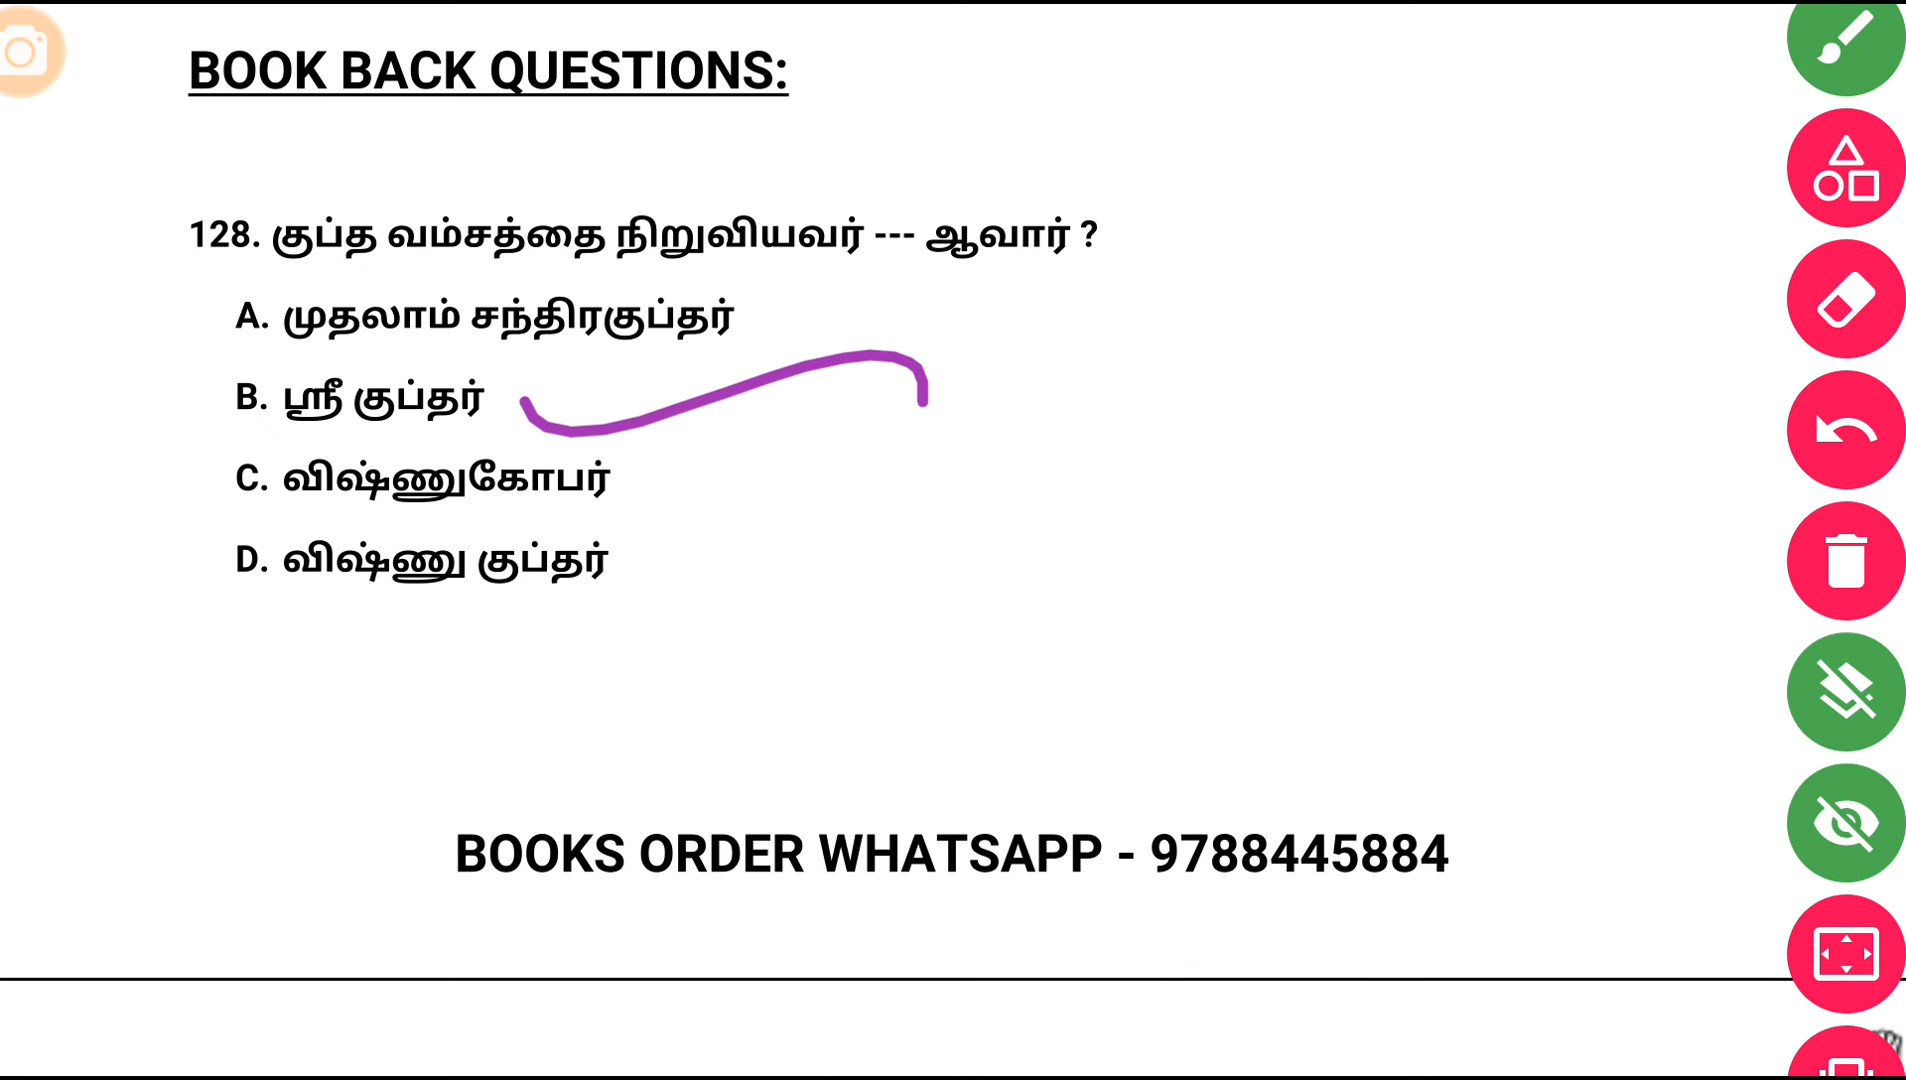 BOOK BACK QUESTIONS:
128. குப்த வம்சத்தை நிறுவியவர் --- ஆவார் ?
A. முதலாம் சந்திரகுப்தர்
B. ஸ்ரீ குப்தர்
C. விஷ்ணுகோபர்
D. விஷ்ணு குப்தர்
BOOKS ORDER WHATSAPP - 9788445884